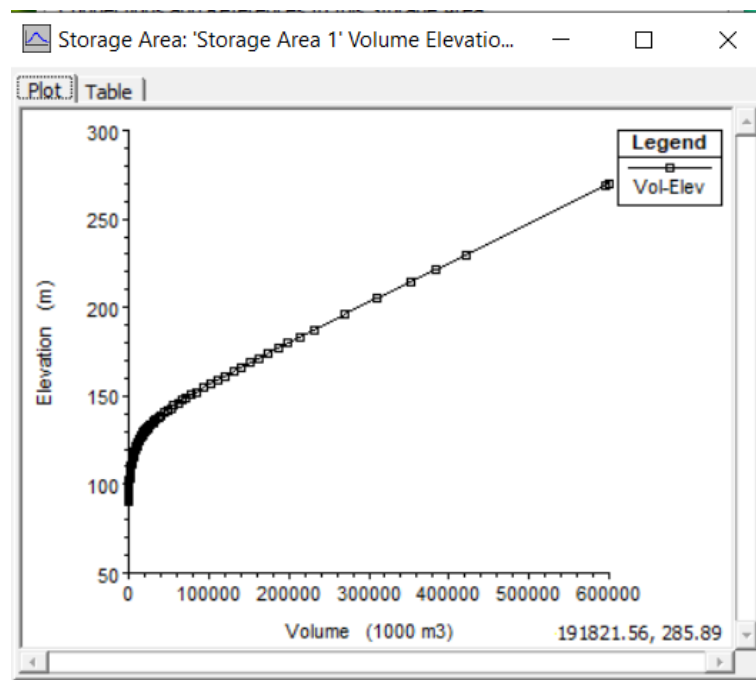 Storage Area: 'Storage Area 1' Volume Elevatio...
Plot
Table
300
250
200
150
100
50
Elevation (m)
0
100000
200000
300000
400000
500000
600000
Volume (1000 m3)
Legend
Vol-Elev
191821.56, 285.89